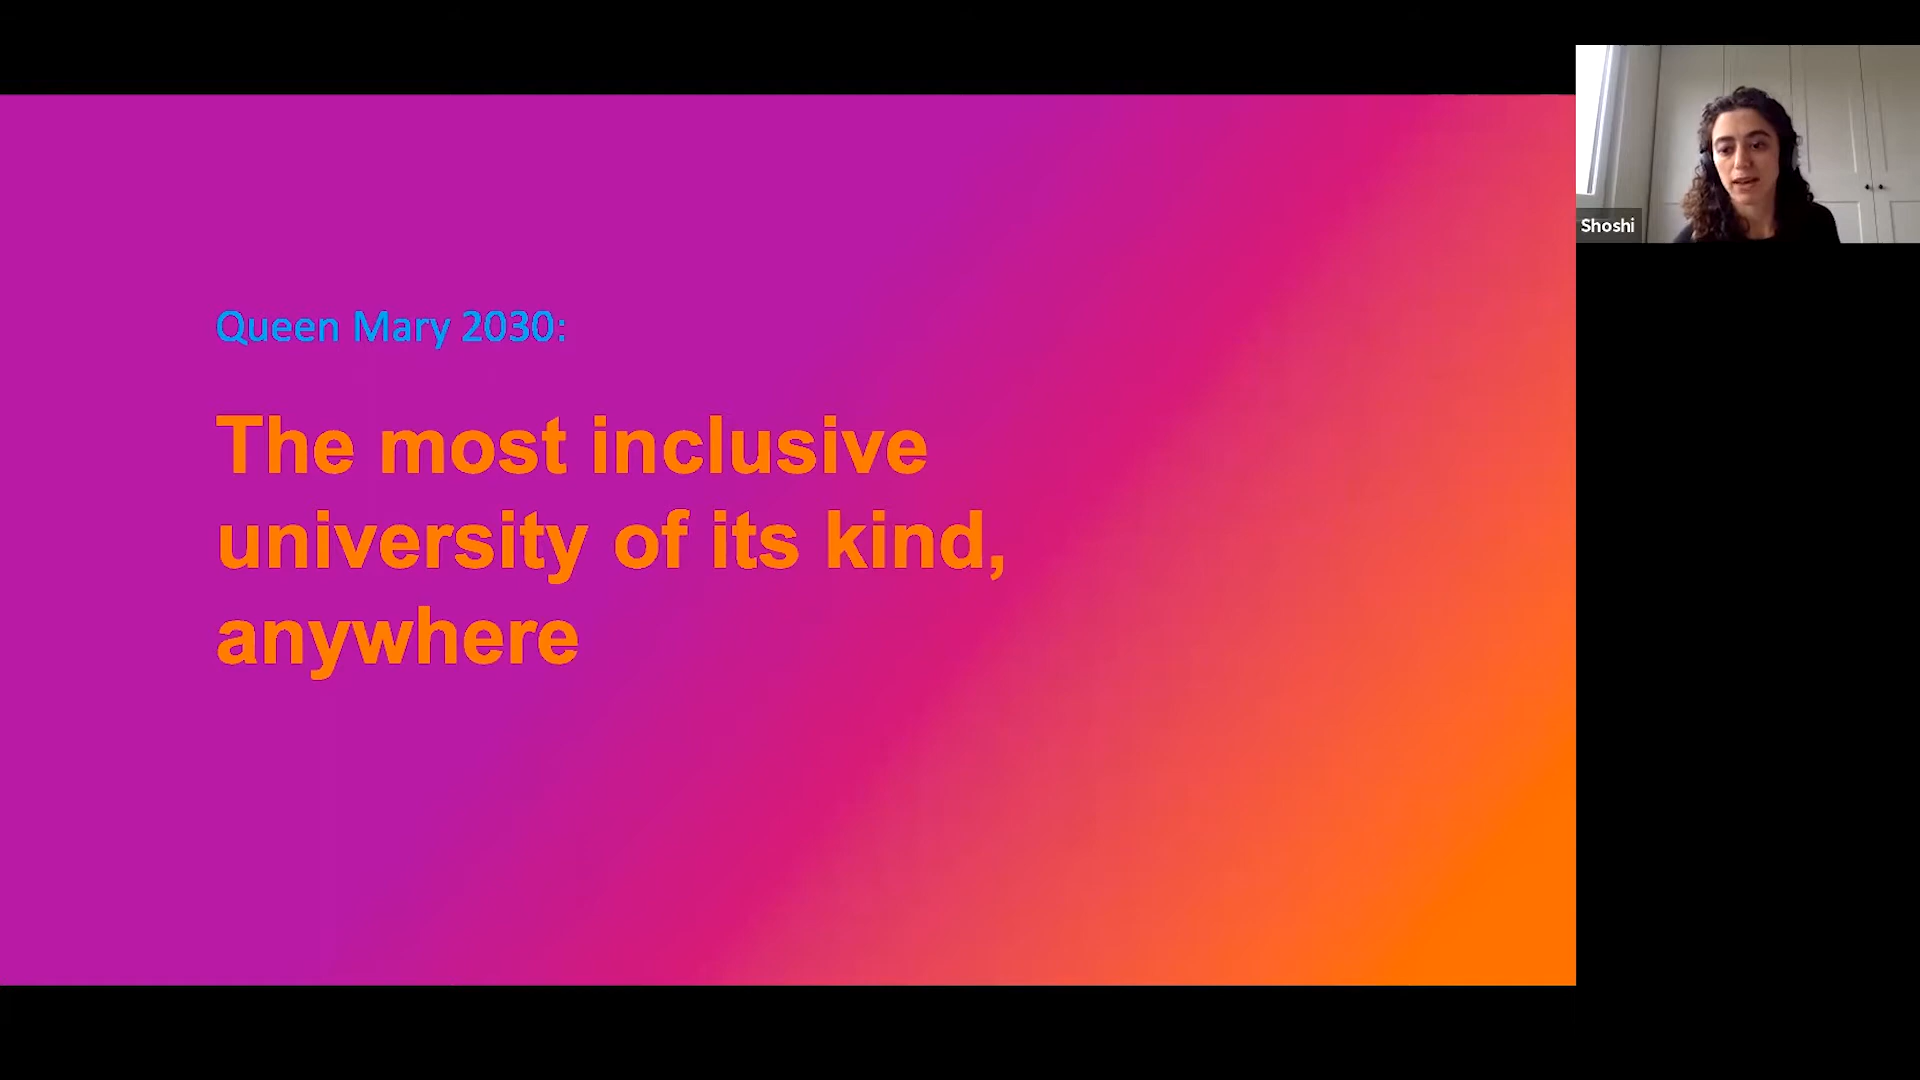 Queen Mary 2030:
The most inclusive
university of its kind,
anywhere
Shoshi